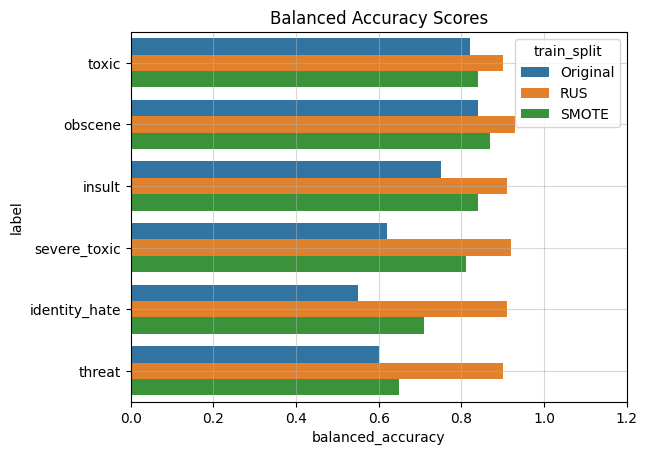 Balanced Accuracy Scores
train_split
Original
RUS
SMOTE
toxic
obscene
insult
severe_toxic
identity_hate
threat
label
0.0 0.2 0.4 0.6 0.8 1.0 1.2
balanced_accuracy